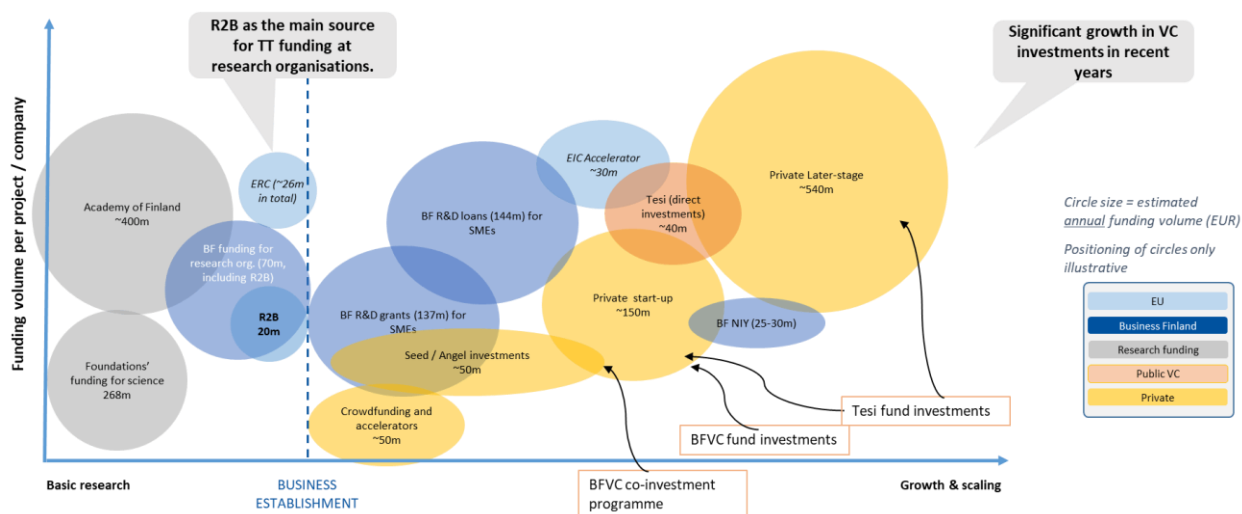 R2B as the main source
for TT funding at
research organisations.
Significant growth in VC
investments in recent
years
Funding volume per project / company
Academy of Finland
~400m
ERC (~26m
in total)
BF funding for
research org. (70m,
including R2B)
R2B
20m
Foundations’
funding for science
268m
BF R&D loans (144m) for
SMEs
BF R&D grants (137m) for
SMEs
Seed / Angel investments
~50m
Crowdfunding and
accelerators
~50m
EIC Accelerator
~30m
Tesi (direct
investments)
~40m
Private start-up
~150m
Private Later-stage
~540m
BF NIY (25-30m)
Tesi fund investments
BFVC fund investments
BFVC co-investment
programme
Circle size = estimated
annual funding volume (EUR)
Positioning of circles only
illustrative
EU
Business Finland
Research funding
Public VC
Private
Basic research
BUSINESS
ESTABLISHMENT
Growth & scaling